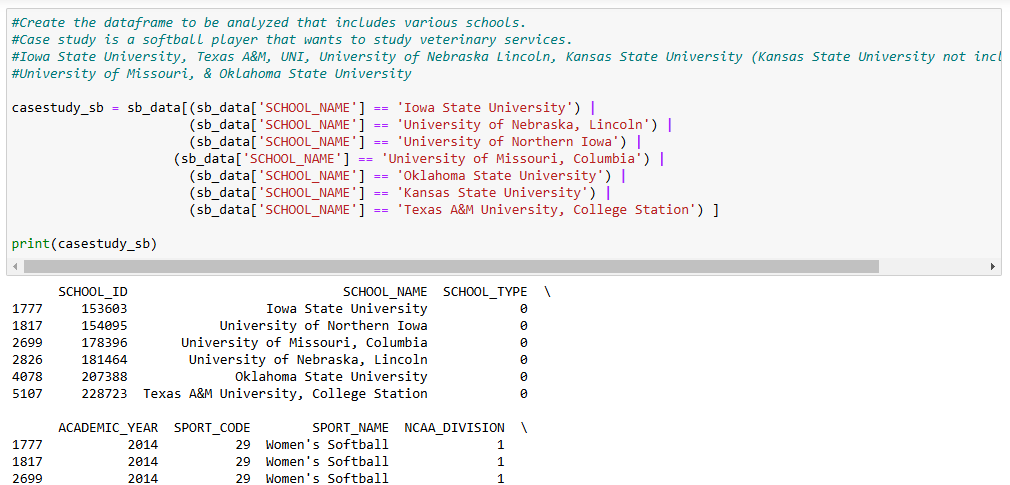 #Create the dataframe to be analyzed that includes various schools.
#Case study is a softball player that wants to study veterinary services.
#Iowa State University, Texas A&M, UNI, University of Nebraska Lincoln, Kansas State University (Kansas State University not incl
#University of Missouri, & Oklahoma State University
casestudy_sb = sb_data[(sb_data['SCHOOL_NAME'] == 'Iowa State University') |
(sb_data['SCHOOL_NAME'] == 'University of Nebraska, Lincoln') |
(sb_data['SCHOOL_NAME'] == 'University of Northern Iowa') |
(sb_data['SCHOOL_NAME'] == 'University of Missouri, Columbia') |
(sb_data['SCHOOL_NAME'] == 'Oklahoma State University') |
(sb_data['SCHOOL_NAME'] == 'Kansas State University') |
(sb_data['SCHOOL_NAME'] == 'Texas A&M University, College Station') ]
print(casestudy_sb)
SCHOOL_ID SCHOOL_NAME SCHOOL_TYPE \
1777 153603 Iowa State University 0
1817 154095 University of Northern Iowa 0
2699 178396 University of Missouri, Columbia 0
2826 181464 University of Nebraska, Lincoln 0
4078 207388 Oklahoma State University 0
5107 228723 Texas A&M University, College Station 0
ACADEMIC_YEAR SPORT_CODE SPORT_NAME NCAA_DIVISION \
1777 2014 29 Women's Softball 1
1817 2014 29 Women's Softball 1
2699 2014 29 Women's Softball 1